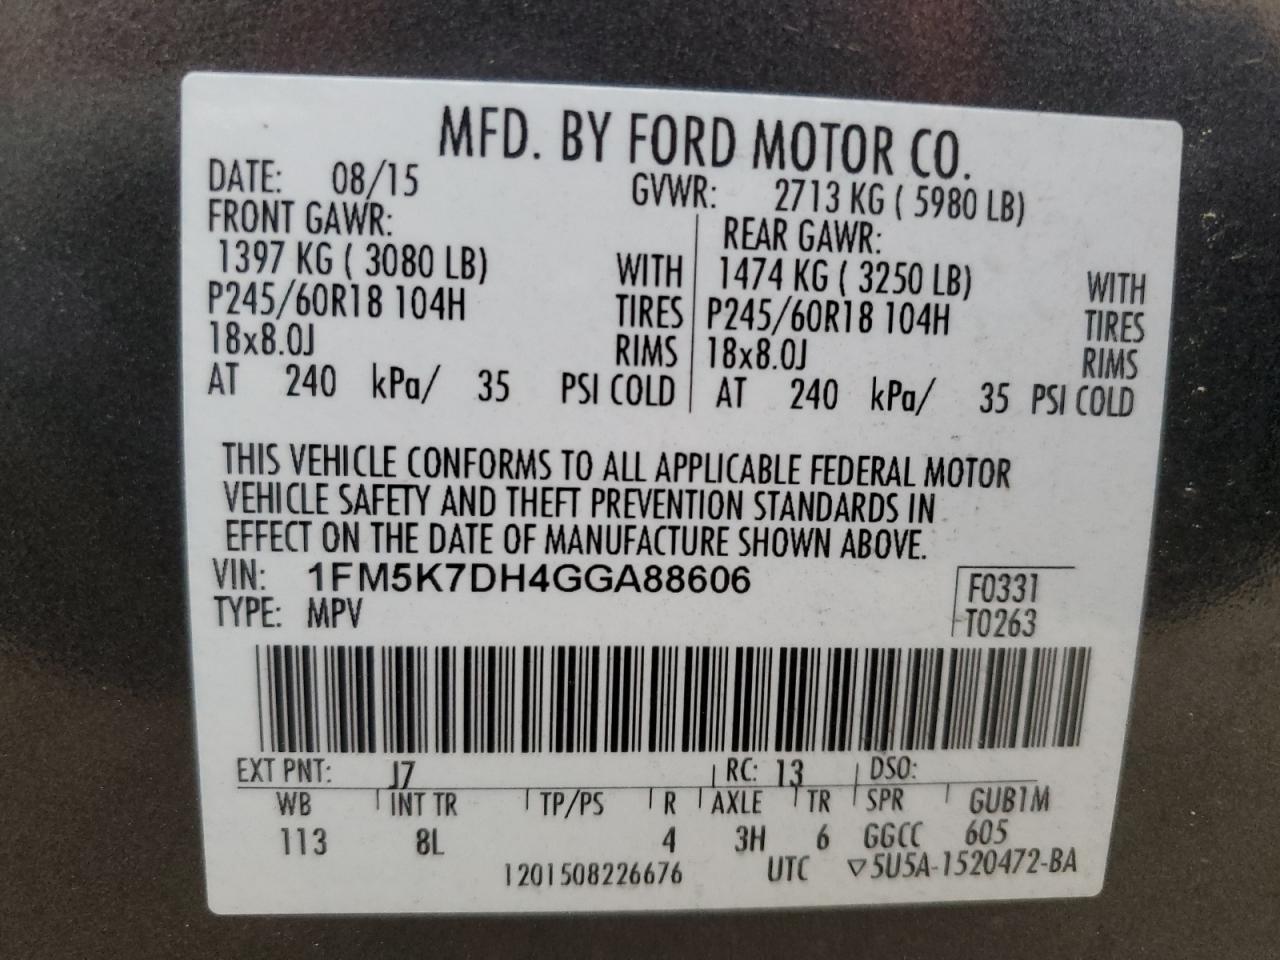 MFD. BY FORD MOTOR CO.
DATE: 08/15 GVWR: 2713 KG ( 5980 LB)
FRONT GAWR: REAR GAWR:
1397 KG ( 3080 LB) WITH 1474 KG ( 3250 LB) WITH
P245/60R18 104H TIRES P245/60R18 104H TIRES
18x8.0J RIMS 18x8.0J RIMS
AT 240 kPa/ 35 PSI COLD AT 240 kPa/ 35 PSI COLD
THIS VEHICLE CONFORMS TO ALL APPLICABLE FEDERAL MOTOR
VEHICLE SAFETY AND THEFT PREVENTION STANDARDS IN
EFFECT ON THE DATE OF MANUFACTURE SHOWN ABOVE.
VIN: 1FM5K7DH4GGA88606 F0331
TYPE: MPV T0263
EXT PNT: J7 RC: 13 DSO:
WB INT TR TP/PS R AXLE TR SPR GUB1M
113 8L 4 3H 6 GGCC 605
1201508226676 UTC ▽5U5A-1520472-BA